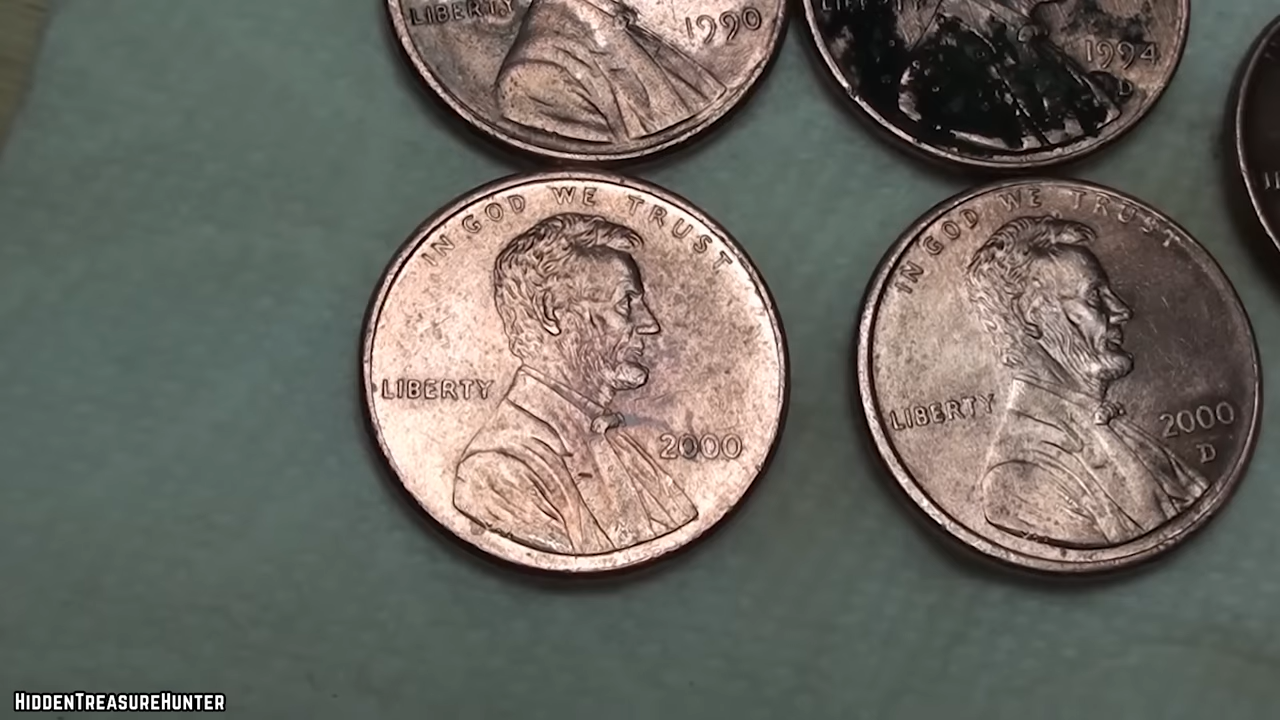 LIBERTY
1990
1994
D
IN GOD WE TRUST
LIBERTY
2000
IN GOD WE TRUST
LIBERTY
2000
D
HiddenTreasureHunter